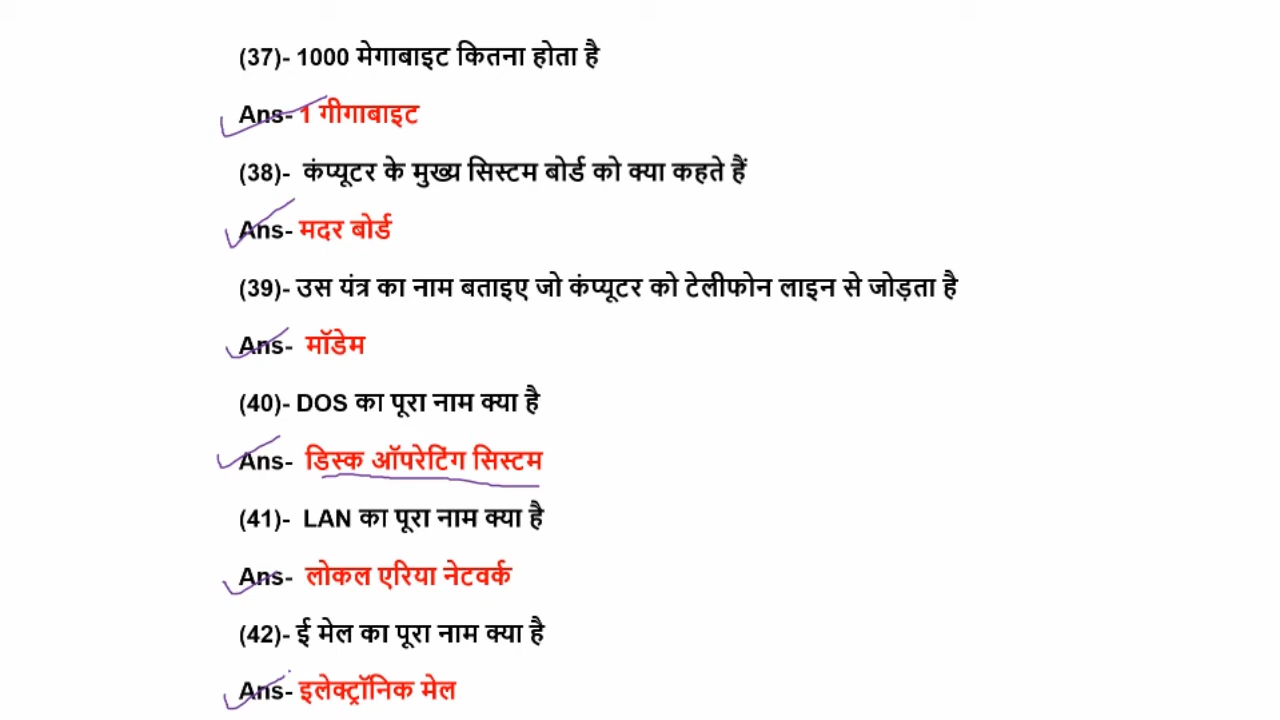 (37)- 1000 मेगाबाइट कितना होता है
Ans- 1 गीगाबाइट
(38)- कंप्यूटर के मुख्य सिस्टम बोर्ड को क्या कहते हैं
Ans- मदर बोर्ड
(39)- उस यंत्र का नाम बताइए जो कंप्यूटर को टेलीफोन लाइन से जोड़ता है
Ans- मॉडेम
(40)- DOS का पूरा नाम क्या है
Ans- डिस्क ऑपरेटिंग सिस्टम
(41)- LAN का पूरा नाम क्या है
Ans- लोकल एरिया नेटवर्क
(42)- ई मेल का पूरा नाम क्या है
Ans- इलेक्ट्रॉनिक मेल